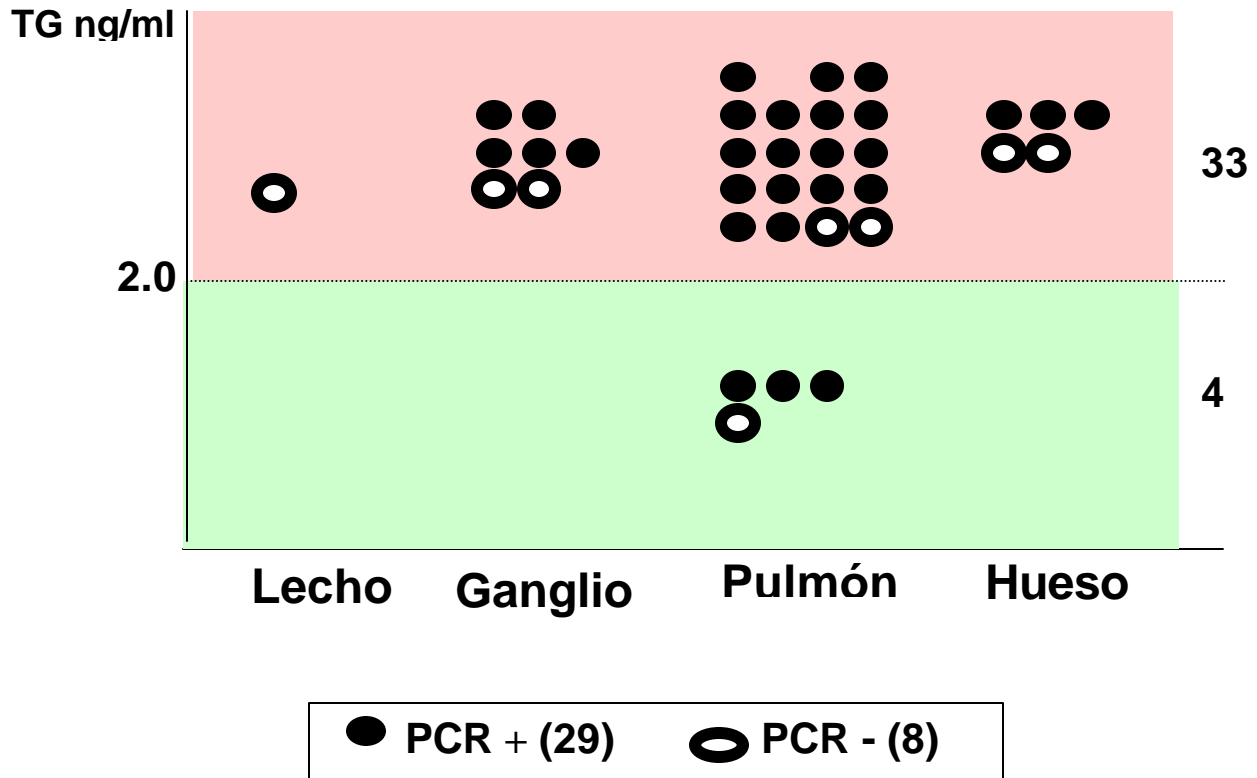 TG ng/ml
33
2.0
4
Lecho Ganglio Pulmón Hueso
PCR + (29) PCR - (8)